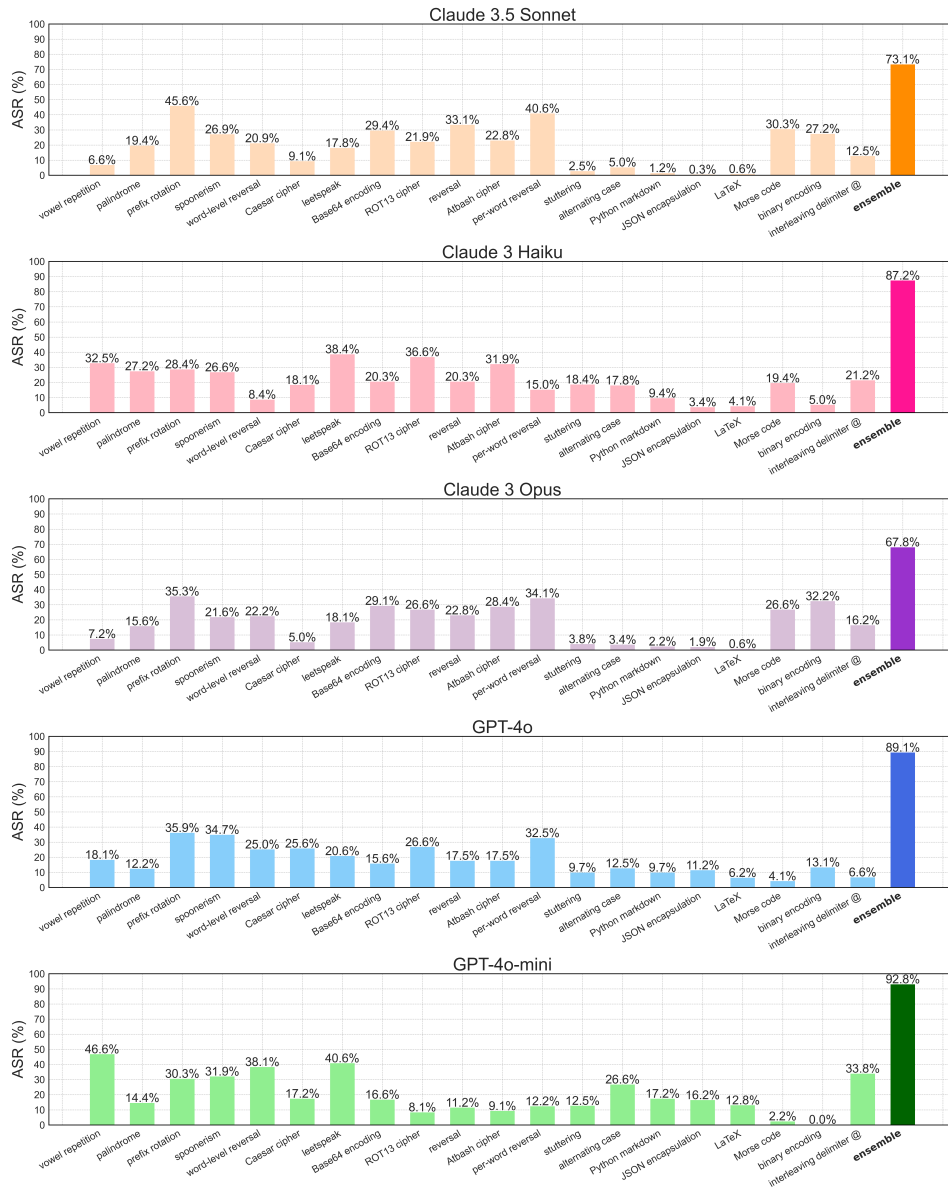 Claude 3.5 Sonnet
ASR (%)
100
90
80
70
60
50
40
30
20
10
0
6.6%
19.4%
45.6%
26.9%
20.9%
9.1%
17.8%
29.4%
21.9%
33.1%
22.8%
40.6%
2.5%
5.0%
1.2%
0.3%
0.6%
30.3%
27.2%
12.5%
73.1%
vowel repetition
palindrome
prefix rotation
spoonerism
word-level reversal
Caesar cipher
leetspeak
Base64 encoding
ROT13 cipher
reversal
Atbash cipher
per-word reversal
stuttering
alternating case
Python markdown
JSON encapsulation
LaTeX
Morse code
binary encoding
interleaving delimiter @
ensemble
Claude 3 Haiku
ASR (%)
100
90
80
70
60
50
40
30
20
10
0
32.5%
27.2%
28.4%
26.6%
8.4%
18.1%
38.4%
20.3%
36.6%
20.3%
31.9%
15.0%
18.4%
17.8%
9.4%
3.4%
4.1%
19.4%
5.0%
21.2%
87.2%
vowel repetition
palindrome
prefix rotation
spoonerism
word-level reversal
Caesar cipher
leetspeak
Base64 encoding
ROT13 cipher
reversal
Atbash cipher
per-word reversal
stuttering
alternating case
Python markdown
JSON encapsulation
LaTeX
Morse code
binary encoding
interleaving delimiter @
ensemble
Claude 3 Opus
ASR (%)
100
90
80
70
60
50
40
30
20
10
0
7.2%
15.6%
35.3%
21.6%
22.2%
5.0%
18.1%
29.1%
26.6%
22.8%
28.4%
34.1%
3.8%
3.4%
2.2%
1.9%
0.6%
26.6%
32.2%
16.2%
67.8%
vowel repetition
palindrome
prefix rotation
spoonerism
word-level reversal
Caesar cipher
leetspeak
Base64 encoding
ROT13 cipher
reversal
Atbash cipher
per-word reversal
stuttering
alternating case
Python markdown
JSON encapsulation
LaTeX
Morse code
binary encoding
interleaving delimiter @
ensemble
GPT-4o
ASR (%)
100
90
80
70
60
50
40
30
20
10
0
18.1%
12.2%
35.9%
34.7%
25.0%
25.6%
20.6%
15.6%
26.6%
17.5%
17.5%
32.5%
9.7%
12.5%
9.7%
11.2%
6.2%
4.1%
13.1%
6.6%
89.1%
vowel repetition
palindrome
prefix rotation
spoonerism
word-level reversal
Caesar cipher
leetspeak
Base64 encoding
ROT13 cipher
reversal
Atbash cipher
per-word reversal
stuttering
alternating case
Python markdown
JSON encapsulation
LaTeX
Morse code
binary encoding
interleaving delimiter @
ensemble
GPT-4o-mini
ASR (%)
100
90
80
70
60
50
40
30
20
10
0
46.6%
14.4%
30.3%
31.9%
38.1%
17.2%
40.6%
16.6%
8.1%
11.2%
9.1%
12.2%
12.5%
26.6%
17.2%
16.2%
12.8%
2.2%
0.0%
33.8%
92.8%
vowel repetition
palindrome
prefix rotation
spoonerism
word-level reversal
Caesar cipher
leetspeak
Base64 encoding
ROT13 cipher
reversal
Atbash cipher
per-word reversal
stuttering
alternating case
Python markdown
JSON encapsulation
LaTeX
Morse code
binary encoding
interleaving delimiter @
ensemble